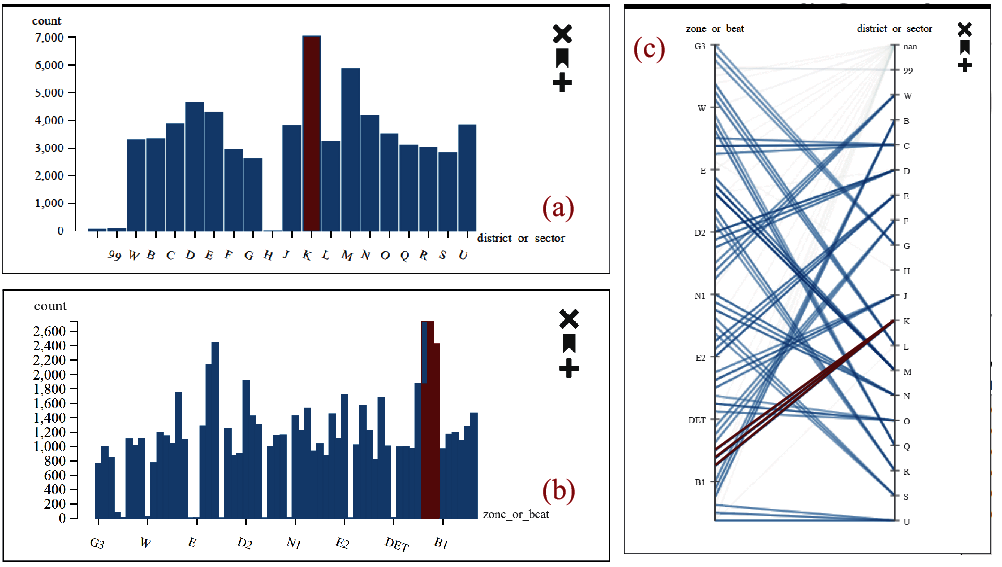 count
7,000
6,000
5,000
4,000
3,000
2,000
1,000
0
99 W B C D E F G H J K L M N O Q R S U
district or sector
(a)
count
2,600
2,400
2,200
2,000
1,800
1,600
1,400
1,200
1,000
800
600
400
200
0
G3 W E D2 N1 E2 DET B1
zone_or_beat
(b)
(c)
zone or beat
district or sector
G3
W
E
D2
N1
E2
DET
B1
nan
99
W
B
C
D
E
F
G
H
J
K
L
M
N
O
Q
R
S
U